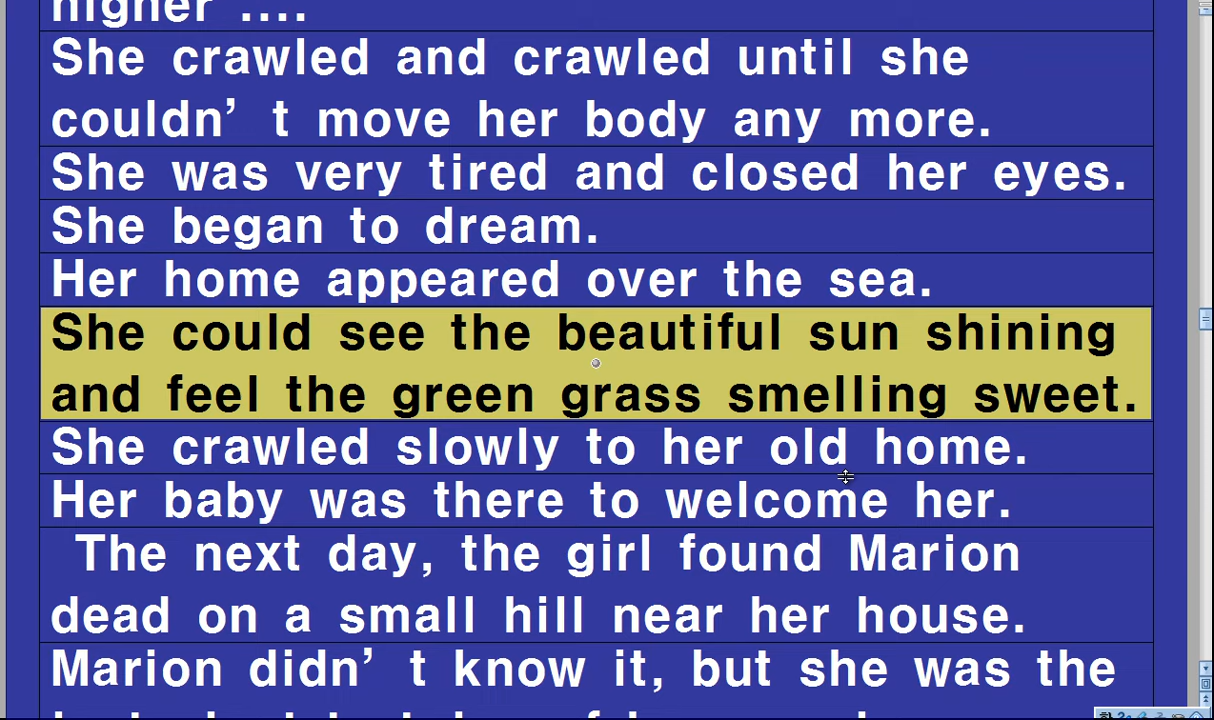 higher ....
She crawled and crawled until she
couldn’ t move her body any more.
She was very tired and closed her eyes.
She began to dream.
Her home appeared over the sea.
She could see the beautiful sun shining
and feel the green grass smelling sweet.
She crawled slowly to her old home.
Her baby was there to welcome her.
The next day, the girl found Marion
dead on a small hill near her house.
Marion didn’ t know it, but she was the